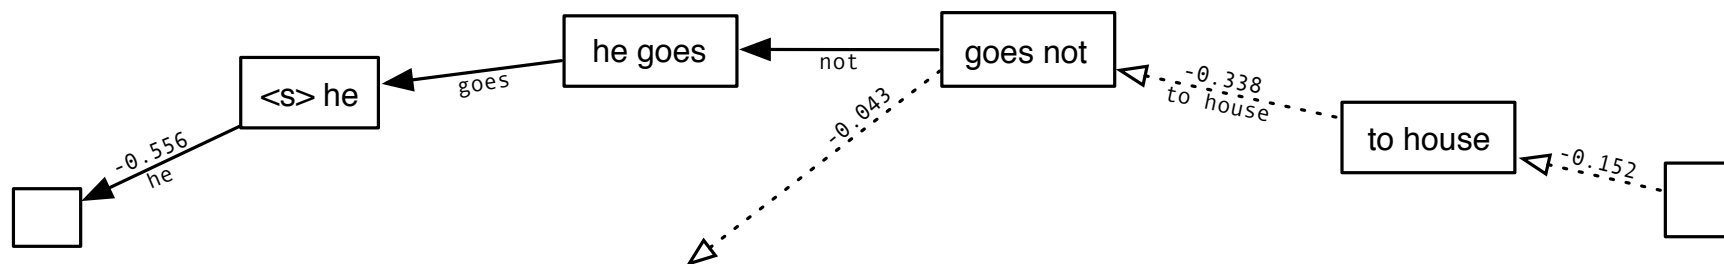 he goes
goes not
not
<s> he
goes
-0.338
to house
-0.043
to house
-0.556
he
-0.152